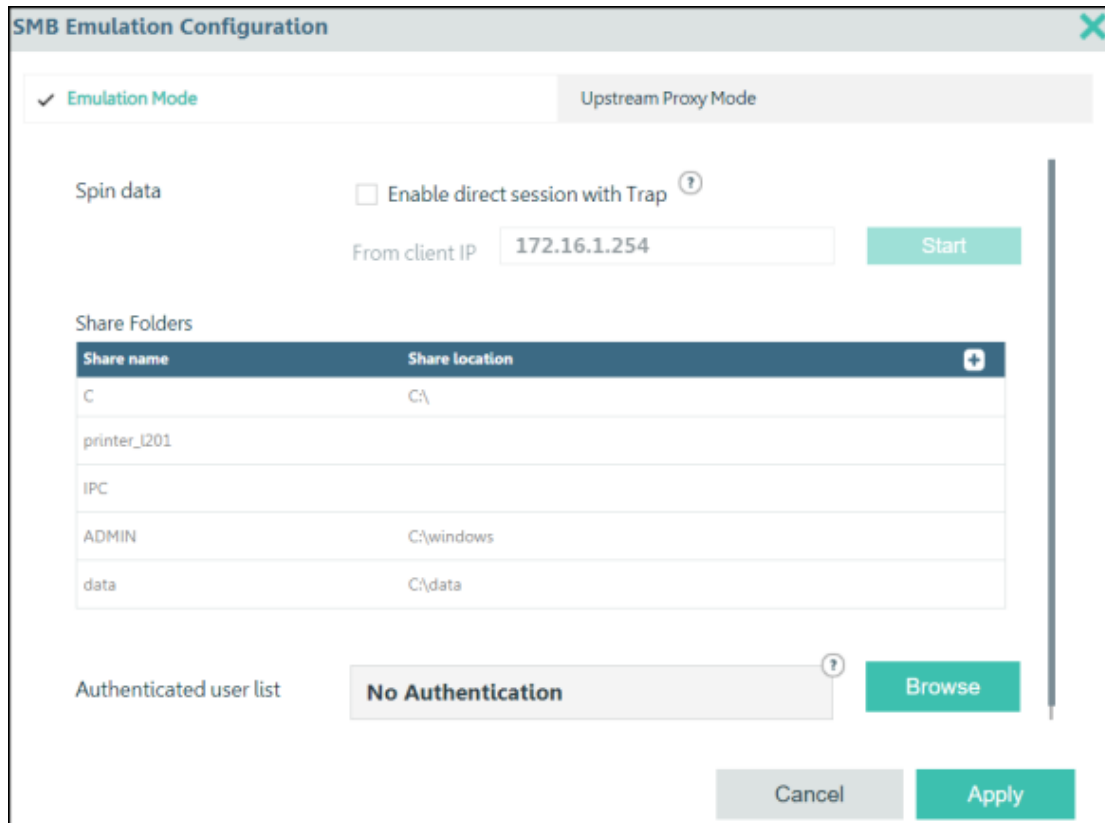 SMB Emulation Configuration
Emulation Mode
Upstream Proxy Mode
Spin data
Enable direct session with Trap ?
From client IP 172.16.1.254 Start
Share Folders
Share name Share location
C C:\
printer_l201
IPC
ADMIN C:\windows
data C:\data
Authenticated user list No Authentication ? Browse
Cancel Apply